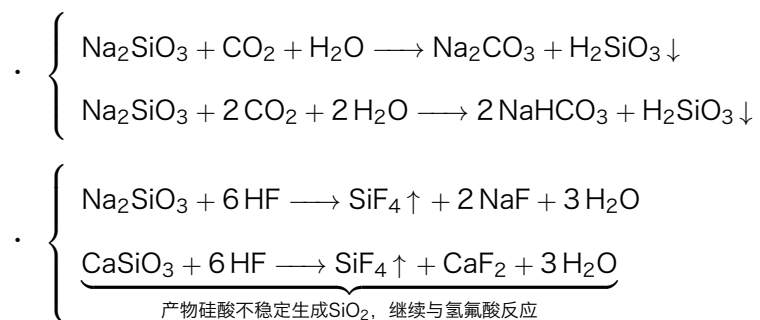 Na₂SiO₃ + CO₂ + H₂O ⟶ Na₂CO₃ + H₂SiO₃↓
Na₂SiO₃ + 2 CO₂ + 2 H₂O ⟶ 2 NaHCO₃ + H₂SiO₃↓
Na₂SiO₃ + 6 HF ⟶ SiF₄↑ + 2 NaF + 3 H₂O
CaSiO₃ + 6 HF ⟶ SiF₄↑ + CaF₂ + 3 H₂O
产物硅酸不稳定生成SiO₂，继续与氢氟酸反应